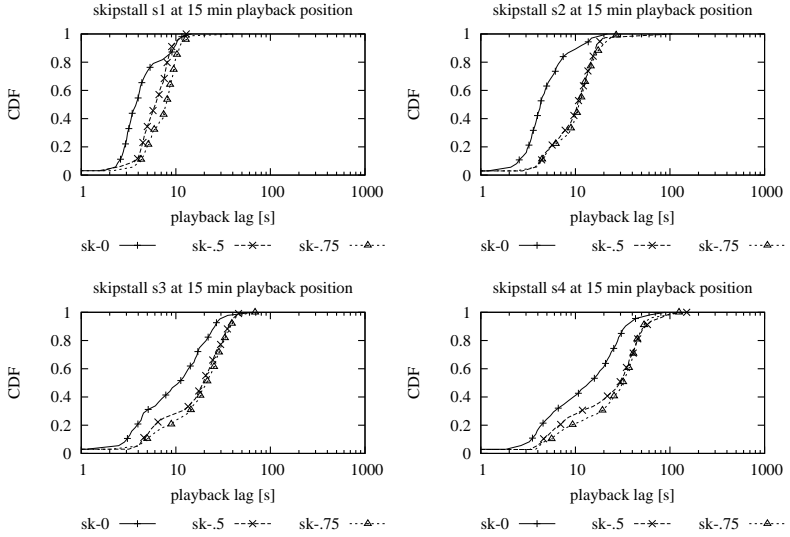 skipstall s1 at 15 min playback position
CDF
1
0.8
0.6
0.4
0.2
0
1 10 100 1000
playback lag [s]
sk-0 sk-.5 sk-.75
skipstall s2 at 15 min playback position
CDF
1
0.8
0.6
0.4
0.2
0
1 10 100 1000
playback lag [s]
sk-0 sk-.5 sk-.75
skipstall s3 at 15 min playback position
CDF
1
0.8
0.6
0.4
0.2
0
1 10 100 1000
playback lag [s]
sk-0 sk-.5 sk-.75
skipstall s4 at 15 min playback position
CDF
1
0.8
0.6
0.4
0.2
0
1 10 100 1000
playback lag [s]
sk-0 sk-.5 sk-.75